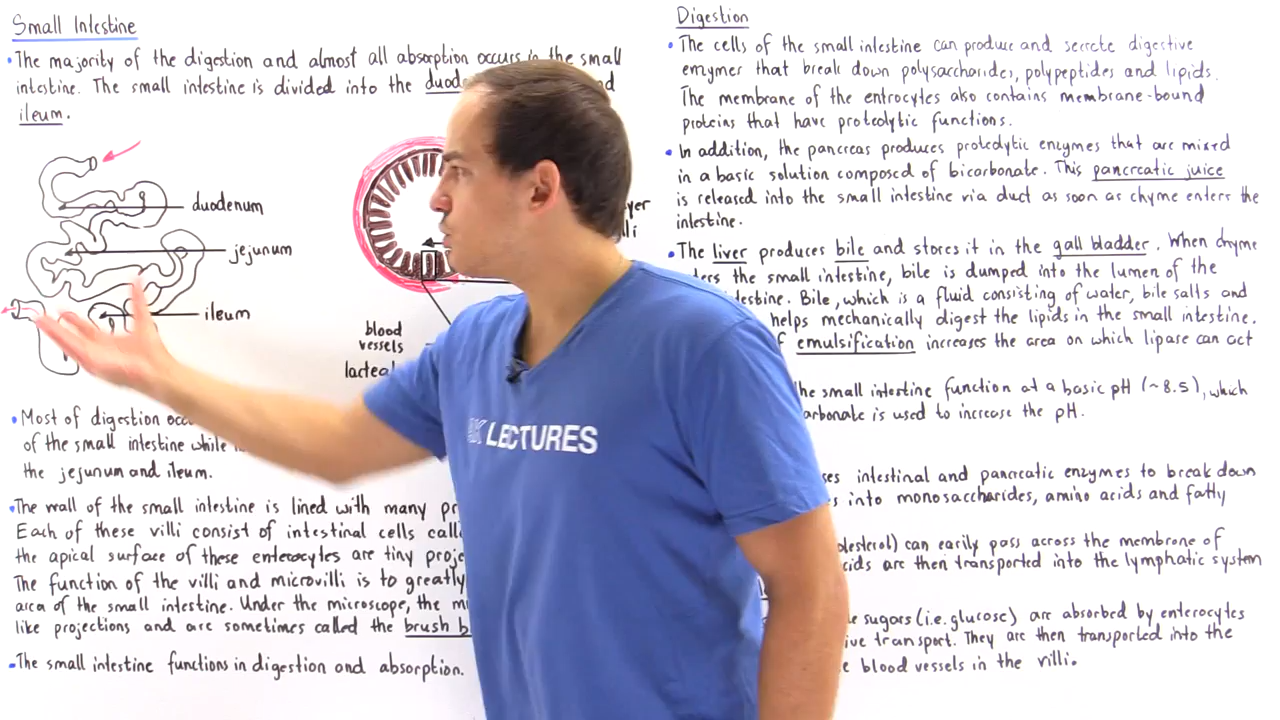 Small Intestine
• The majority of the digestion and almost all absorption occurs in the small
intestine. The small intestine is divided into the duod
nd
ileum.
duodenum
jejunum
ileum
blood
vessels
lacteal
• Most of digestion occ
of the small intestine while
the jejunum and ileum.
• The wall of the small intestine is lined with many pr
Each of these villi consist of intestinal cells call
the apical surface of these enterocytes are tiny proje
The function of the villi and microvilli is to greatly
area of the small intestine. Under the microscope, the m
like projections and are sometimes called the brush b
• The small intestine functions in digestion and absorption.
LECTURES
Digestion
• The cells of the small intestine can produce and secrete digestive
enzymes that break down polysaccharides, polypeptides and lipids.
The membrane of the entrocytes also contains membrane-bound
proteins that have proteolytic functions.
• In addition, the pancreas produces proteolytic enzymes that are mixed
in a basic solution composed of bicarbonate. This pancreatic juice
is released into the small intestine via duct as soon as chyme enters the
intestine.
• The liver produces bile and stores it in the gall bladder. When chyme
ters the small intestine, bile is dumped into the lumen of the
testine. Bile, which is a fluid consisting of water, bile salts and
helps mechanically digest the lipids in the small intestine.
f emulsification increases the area on which lipase can act
he small intestine function at a basic pH (~8.5), which
arbonate is used to increase the pH.
es intestinal and pancreatic enzymes to break down
s into monosaccharides, amino acids and fatty
olesterol) can easily pass across the membrane of
cids are then transported into the lymphatic system
e sugars (i.e. glucose) are absorbed by enterocytes
ive transport. They are then transported into the
e blood vessels in the villi.